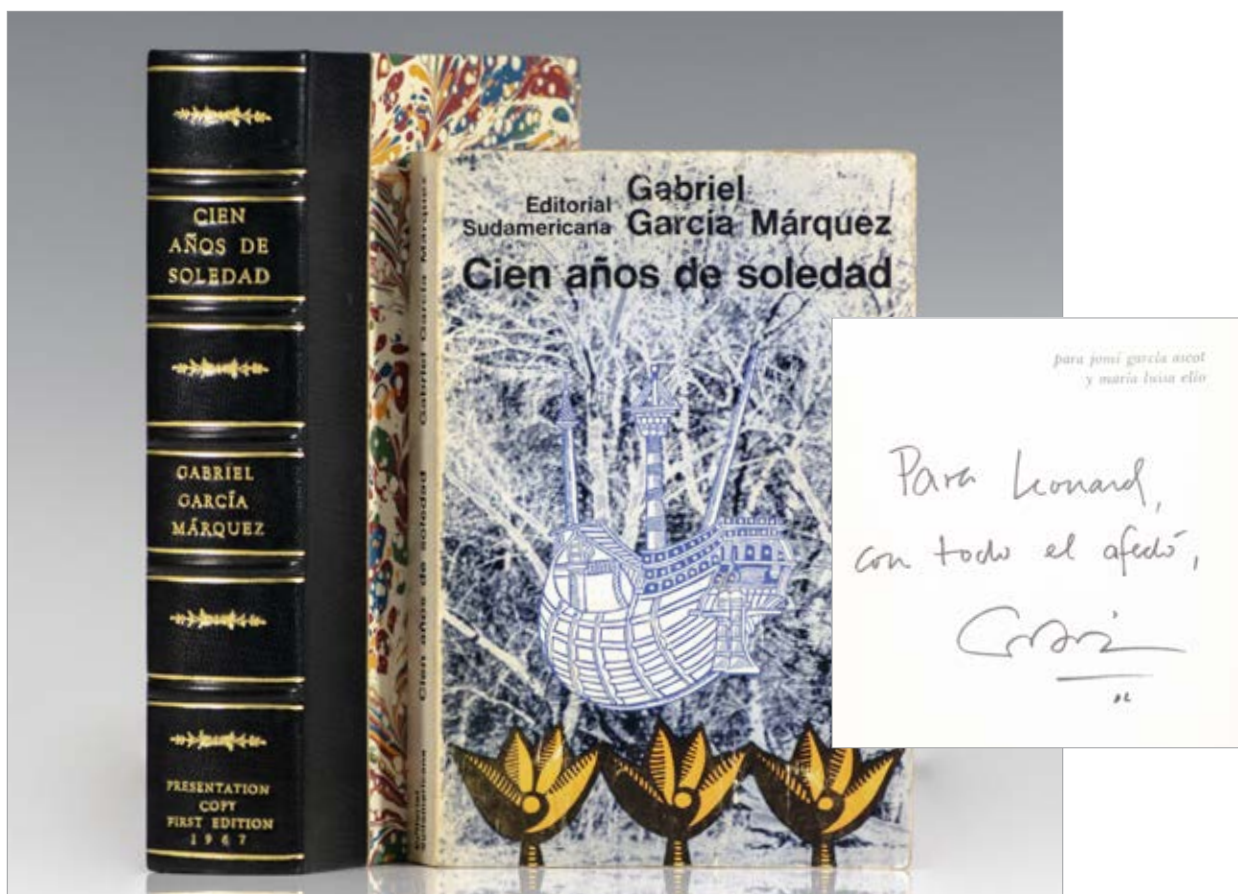 CIEN
AÑOS DE
SOLEDAD
GABRIEL
GARCÍA
MÁRQUEZ
PRESENTATION
COPY
FIRST EDITION
1967
Editorial Sudamericana
Cien años de soledad
Gabriel García Márquez
Gabriel
Editorial
Sudamericana García Márquez
Cien años de soledad
para jomí garcía ascot
y maría luisa elío
Para Leonard,
con todo el afecto,